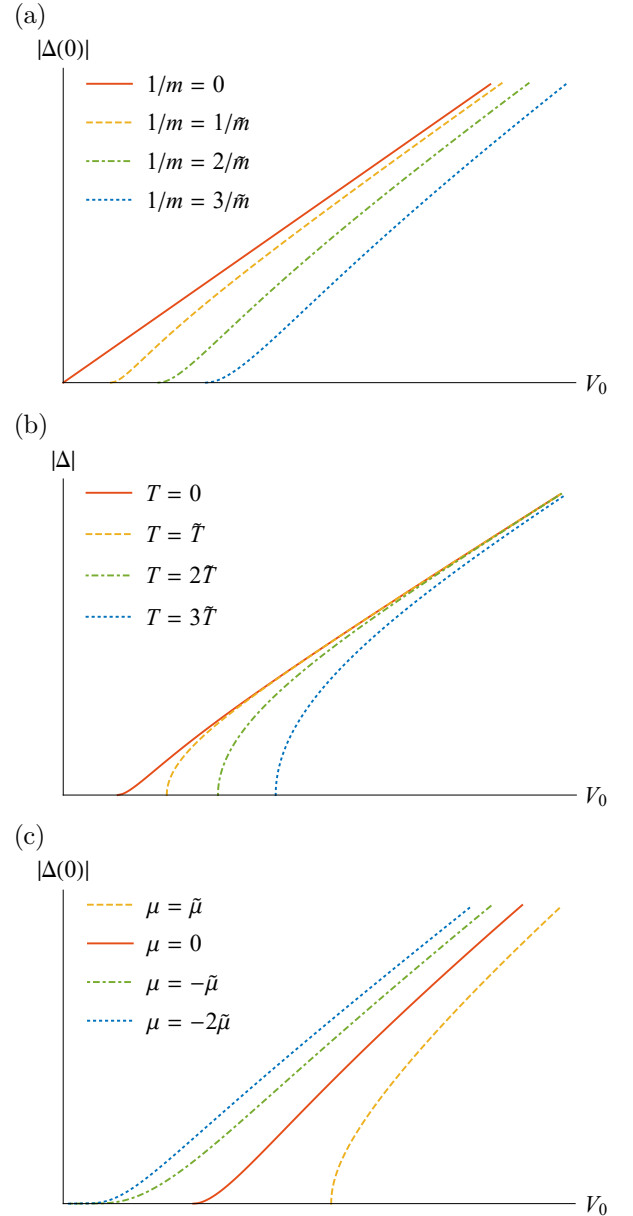 (a)
|Δ(0)|
1/m = 0
1/m = 1/m̃
1/m = 2/m̃
1/m = 3/m̃
V₀
(b)
|Δ|
T = 0
T = T̃
T = 2T̃
T = 3T̃
V₀
(c)
|Δ(0)|
μ = μ̃
μ = 0
μ = -μ̃
μ = -2μ̃
V₀